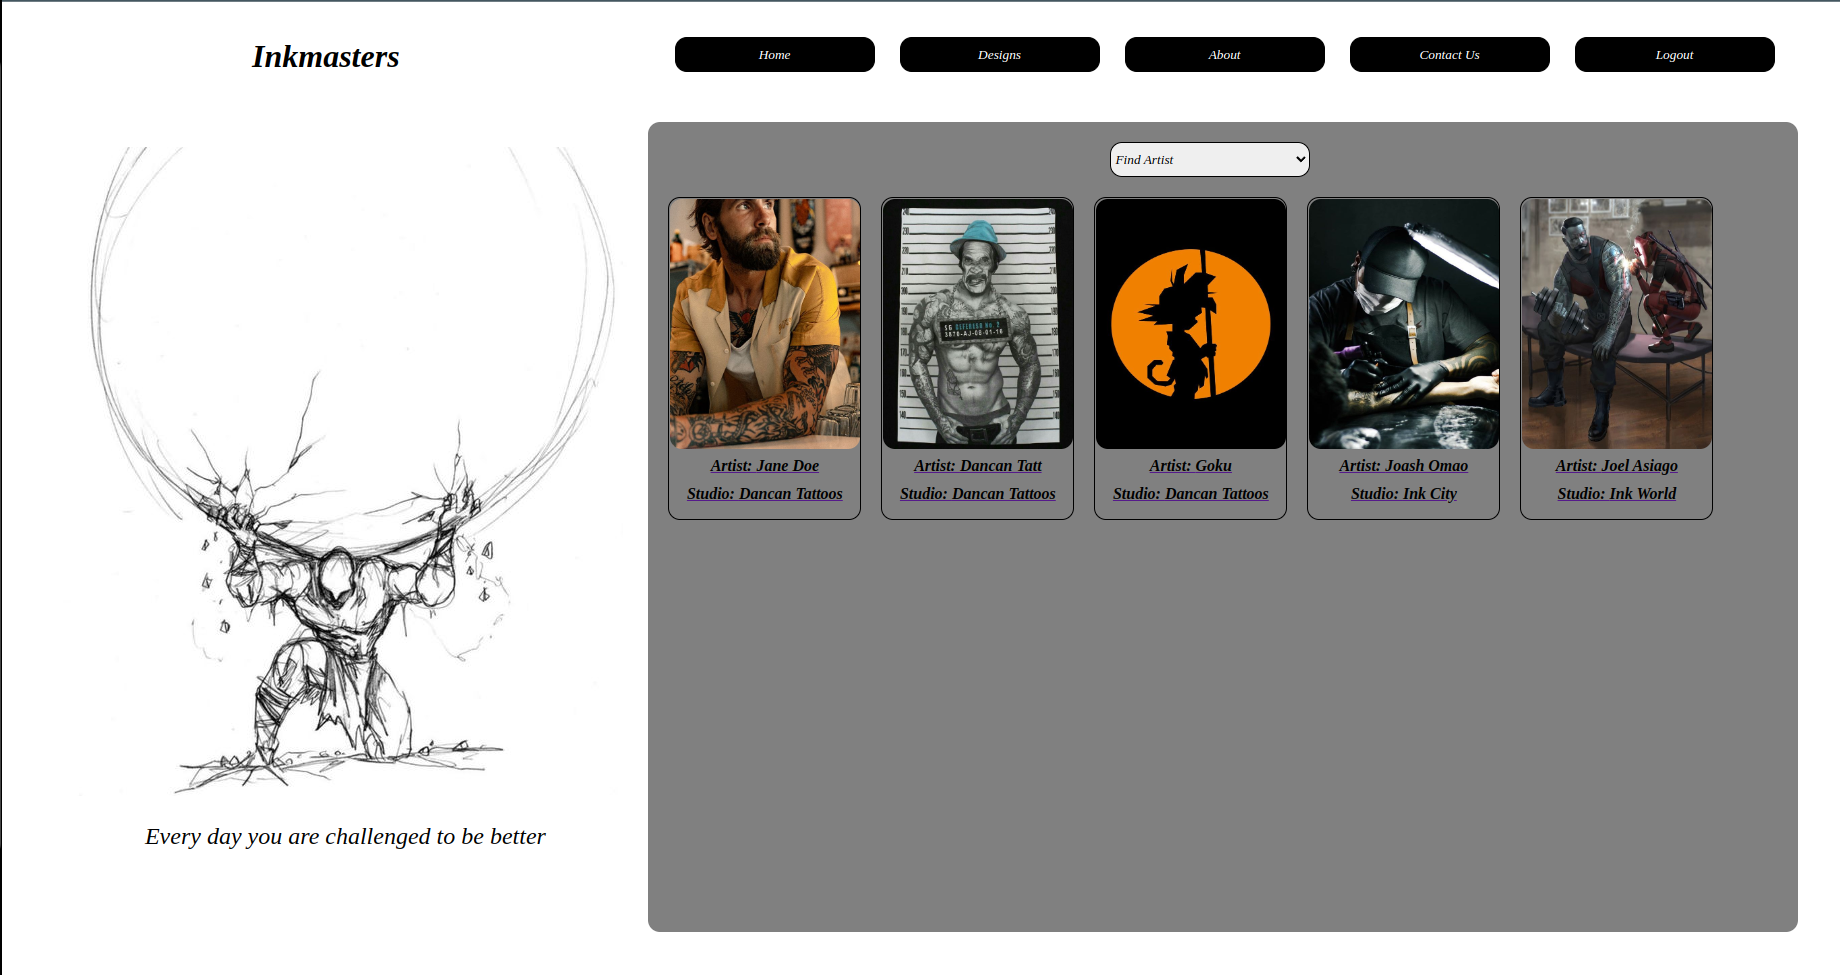 Inkmasters
Home
Designs
About
Contact Us
Logout
Find Artist
Artist: Jane Doe
Studio: Dancan Tattoos
Artist: Dancan Tatt
Studio: Dancan Tattoos
Artist: Goku
Studio: Dancan Tattoos
Artist: Joash Omao
Studio: Ink City
Artist: Joel Asiago
Studio: Ink World
Every day you are challenged to be better